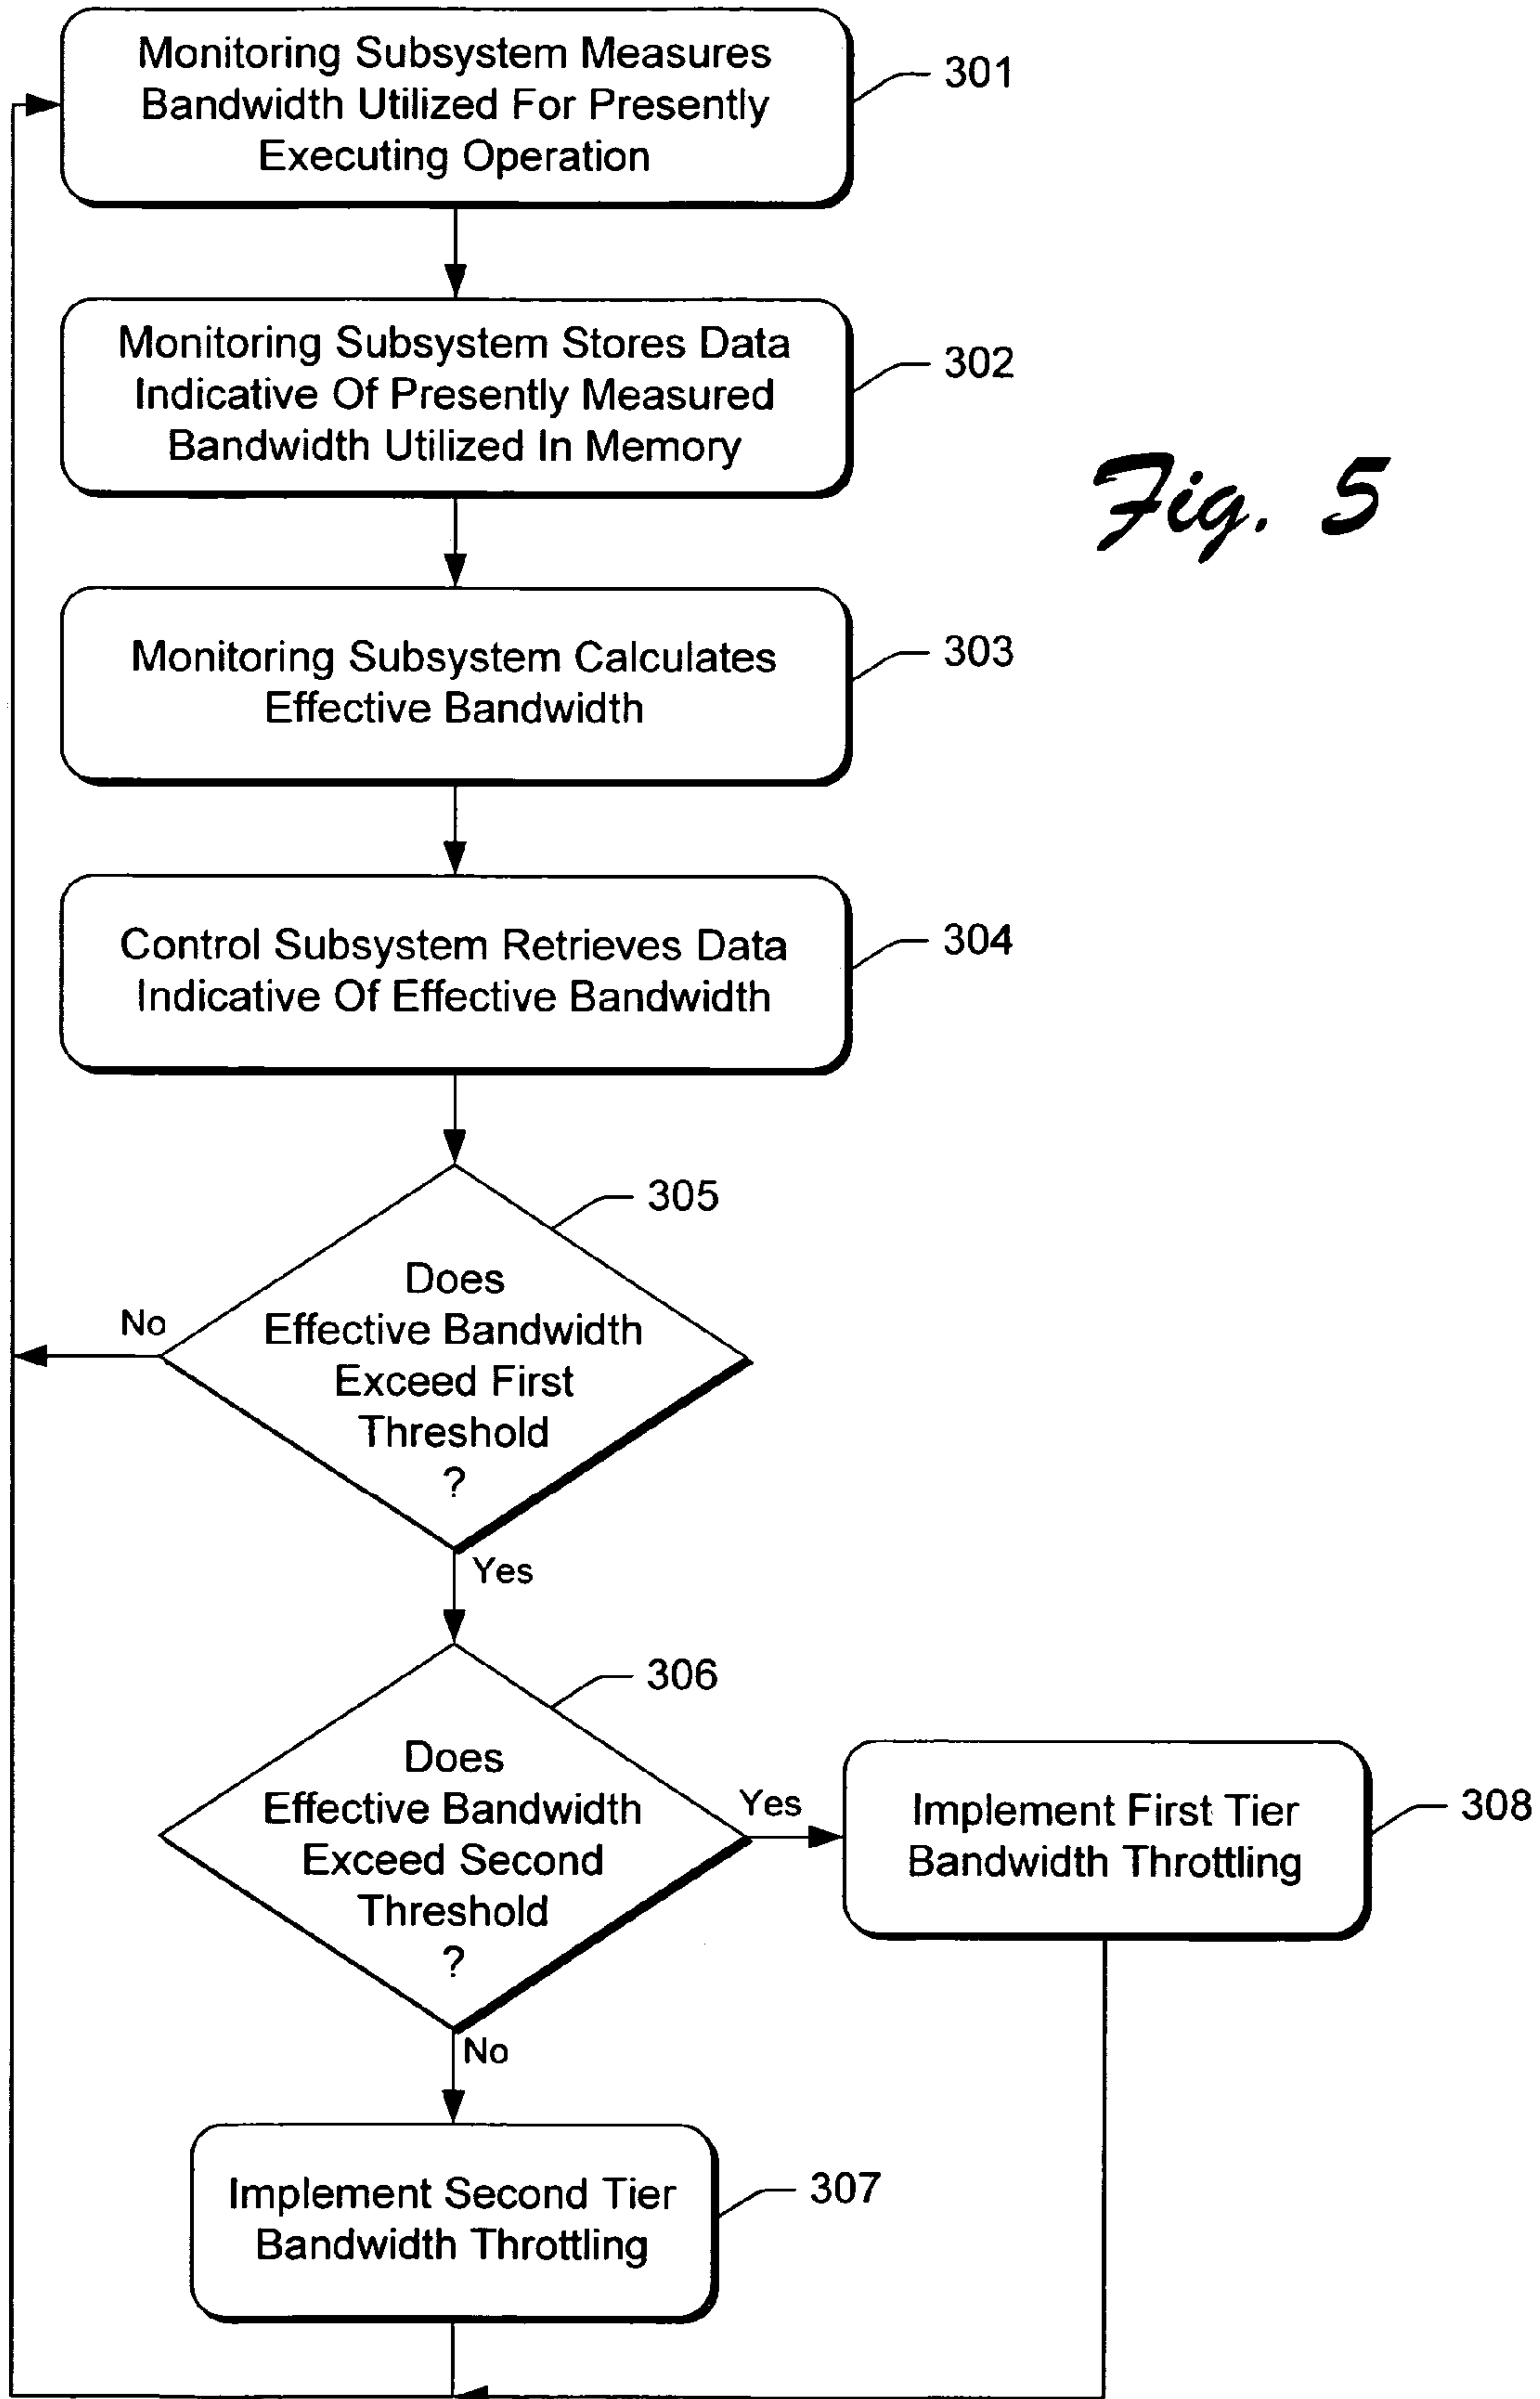 Monitoring Subsystem Measures
Bandwidth Utilized For Presently
Executing Operation
301
Monitoring Subsystem Stores Data
Indicative Of Presently Measured
Bandwidth Utilized In Memory
302
Fig. 5
Monitoring Subsystem Calculates
Effective Bandwidth
303
Control Subsystem Retrieves Data
Indicative Of Effective Bandwidth
304
305
Does
Effective Bandwidth
Exceed First
Threshold
?
No
Yes
306
Does
Effective Bandwidth
Exceed Second
Threshold
?
Yes
Implement First Tier
Bandwidth Throttling
308
No
Implement Second Tier
Bandwidth Throttling
307